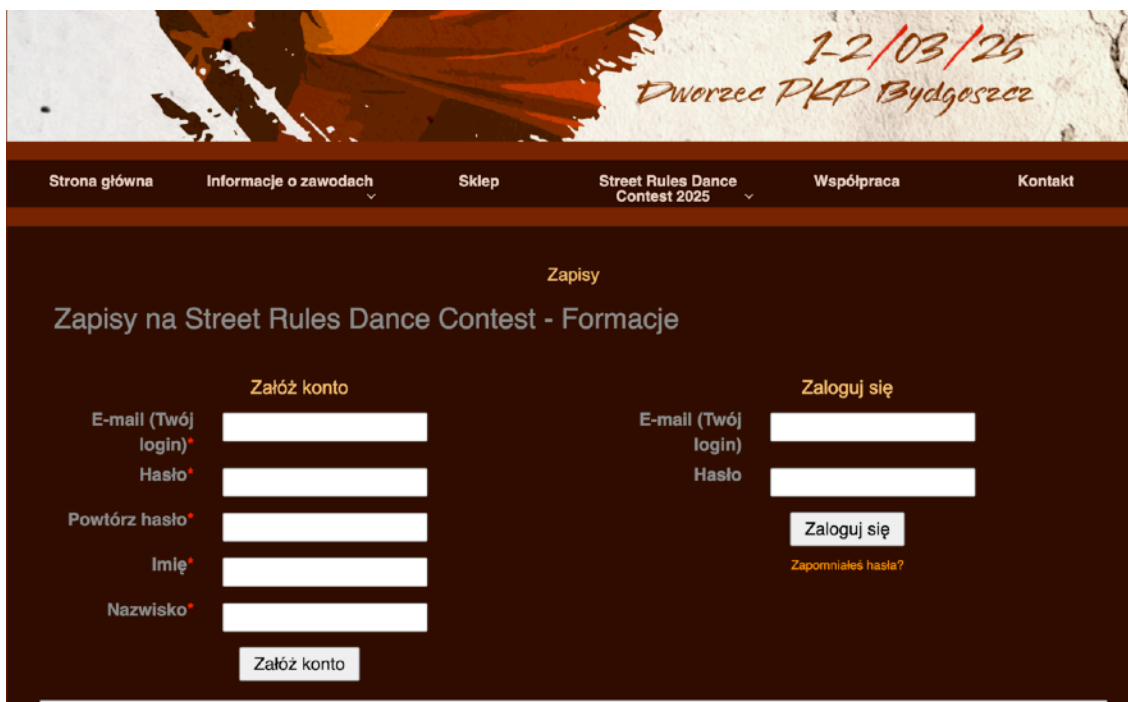 1-2/03/25
Dworzec PKP Bydgoszcz
Strona główna
Informacje o zawodach
Sklep
Street Rules Dance
Contest 2025
Współpraca
Kontakt
Zapisy
Zapisy na Street Rules Dance Contest - Formacje
Załóż konto
E-mail (Twój
login)*
Hasło*
Powtórz hasło*
Imię*
Nazwisko*
Załóż konto
Zaloguj się
E-mail (Twój
login)
Hasło
Zaloguj się
Zapomniałeś hasła?